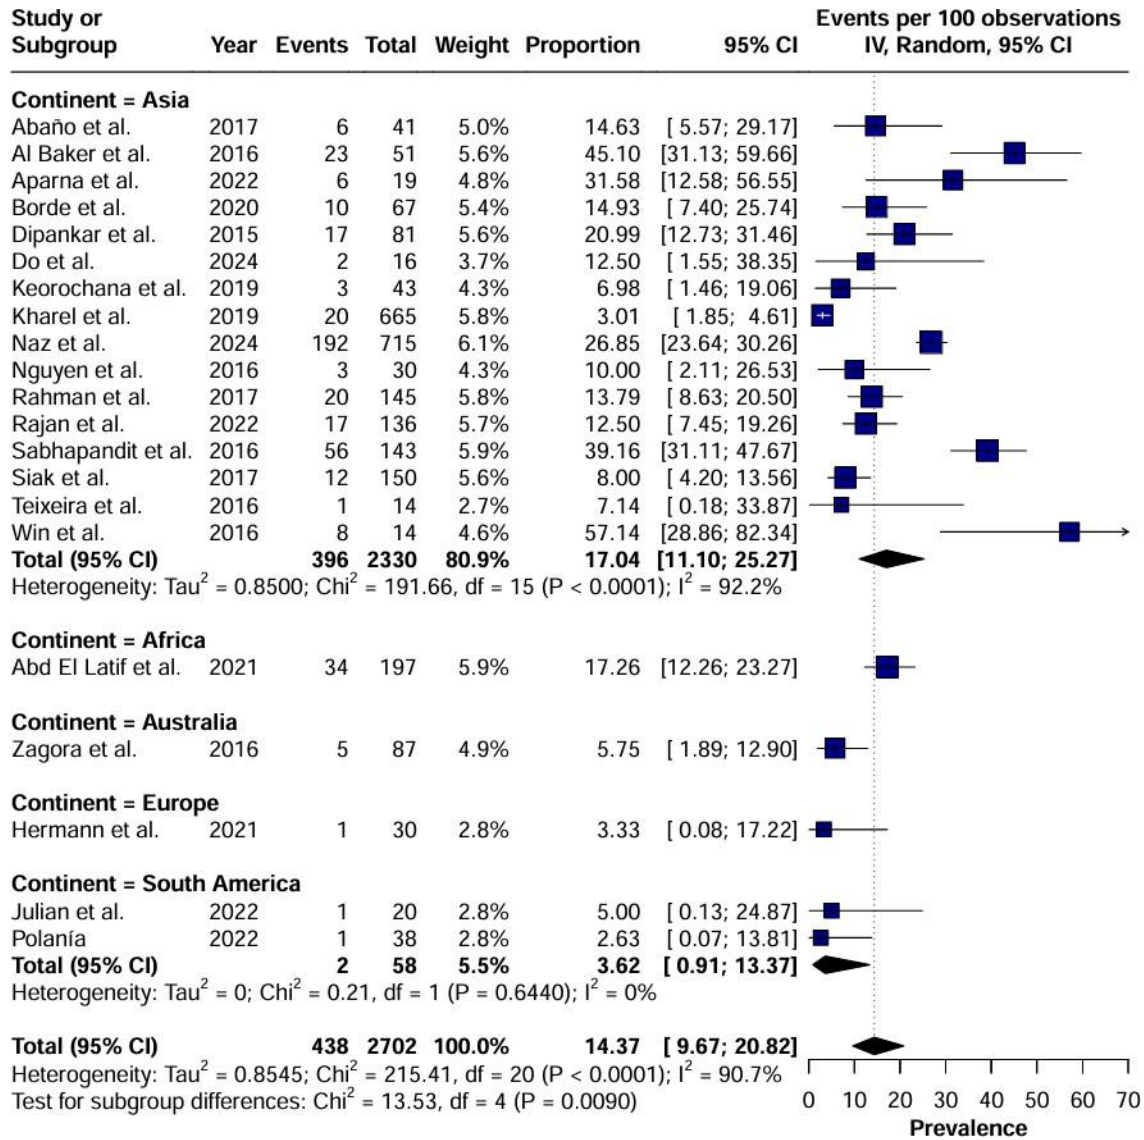 Study or Events per 100 observations
Subgroup Year Events Total Weight Proportion 95% CI IV, Random, 95% CI
Continent = Asia
Abaño et al. 2017 6 41 5.0% 14.63 [ 5.57; 29.17]
Al Baker et al. 2016 23 51 5.6% 45.10 [31.13; 59.66]
Aparna et al. 2022 6 19 4.8% 31.58 [12.58; 56.55]
Borde et al. 2020 10 67 5.4% 14.93 [ 7.40; 25.74]
Dipankar et al. 2015 17 81 5.6% 20.99 [12.73; 31.46]
Do et al. 2024 2 16 3.7% 12.50 [ 1.55; 38.35]
Keorochana et al. 2019 3 43 4.3% 6.98 [ 1.46; 19.06]
Kharel et al. 2019 20 665 5.8% 3.01 [ 1.85; 4.61]
Naz et al. 2024 192 715 6.1% 26.85 [23.64; 30.26]
Nguyen et al. 2016 3 30 4.3% 10.00 [ 2.11; 26.53]
Rahman et al. 2017 20 145 5.8% 13.79 [ 8.63; 20.50]
Rajan et al. 2022 17 136 5.7% 12.50 [ 7.45; 19.26]
Sabhapandit et al. 2016 56 143 5.9% 39.16 [31.11; 47.67]
Siak et al. 2017 12 150 5.6% 8.00 [ 4.20; 13.56]
Teixeira et al. 2016 1 14 2.7% 7.14 [ 0.18; 33.87]
Win et al. 2016 8 14 4.6% 57.14 [28.86; 82.34]
Total (95% CI) 396 2330 80.9% 17.04 [11.10; 25.27]
Heterogeneity: Tau² = 0.8500; Chi² = 191.66, df = 15 (P < 0.0001); I² = 92.2%
Continent = Africa
Abd El Latif et al. 2021 34 197 5.9% 17.26 [12.26; 23.27]
Continent = Australia
Zagora et al. 2016 5 87 4.9% 5.75 [ 1.89; 12.90]
Continent = Europe
Hermann et al. 2021 1 30 2.8% 3.33 [ 0.08; 17.22]
Continent = South America
Julian et al. 2022 1 20 2.8% 5.00 [ 0.13; 24.87]
Polanía 2022 1 38 2.8% 2.63 [ 0.07; 13.81]
Total (95% CI) 2 58 5.5% 3.62 [ 0.91; 13.37]
Heterogeneity: Tau² = 0; Chi² = 0.21, df = 1 (P = 0.6440); I² = 0%
Total (95% CI) 438 2702 100.0% 14.37 [ 9.67; 20.82]
Heterogeneity: Tau² = 0.8545; Chi² = 215.41, df = 20 (P < 0.0001); I² = 90.7%
Test for subgroup differences: Chi² = 13.53, df = 4 (P = 0.0090) 0 10 20 30 40 50 60 70
Prevalence